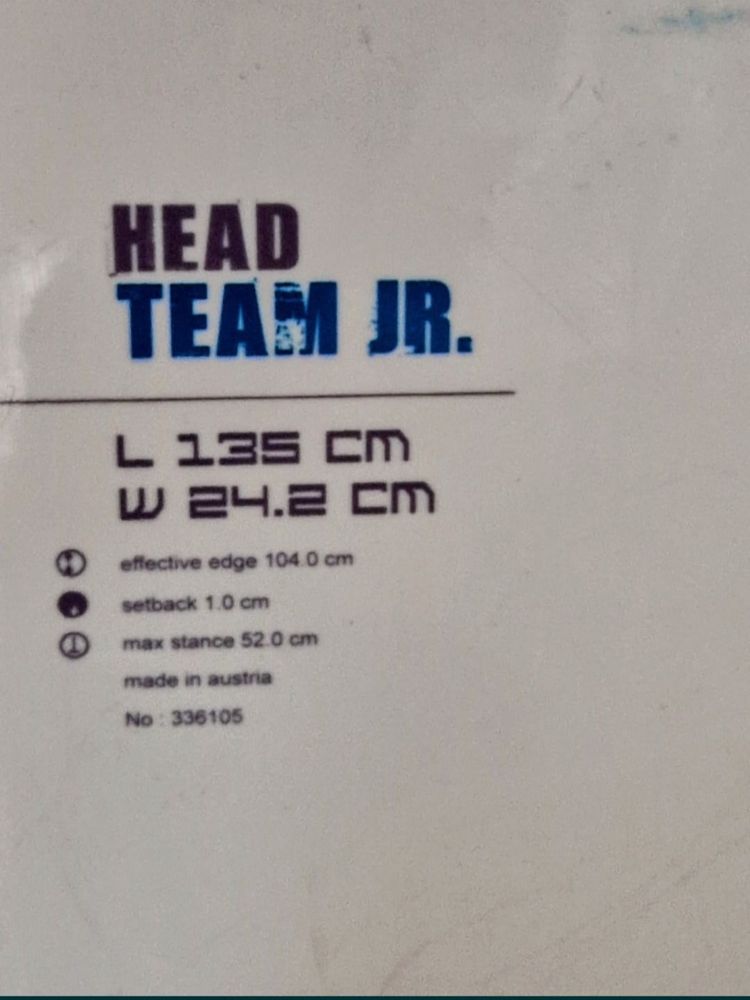 HEAD
TEAM JR.
L 135 CM
W 24.2 CM
effective edge 104.0 cm
setback 1.0 cm
max stance 52.0 cm
made in austria
No : 336105